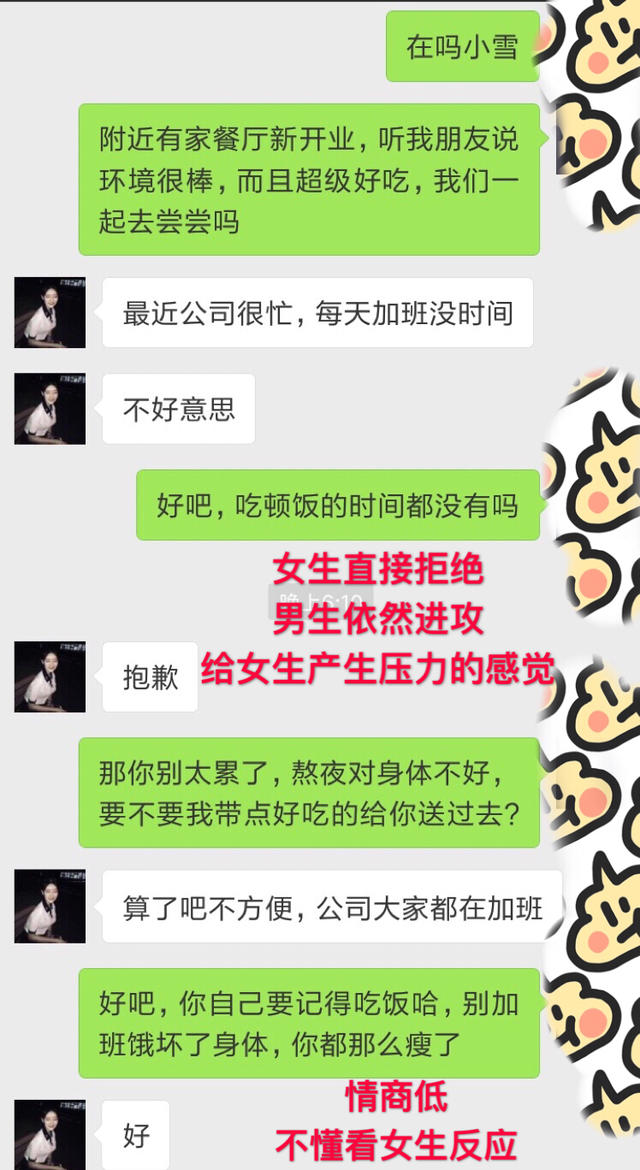 在吗小雪
附近有家餐厅新开业，听我朋友说
环境很棒，而且超级好吃，我们一
起去尝尝吗
最近公司很忙，每天加班没时间
不好意思
好吧，吃顿饭的时间都没有吗
女生直接拒绝
晚上6:10
男生依然进攻
给女生产生压力的感觉
抱歉
那你别太累了，熬夜对身体不好，
要不要我带点好吃的给你送过去？
算了吧不方便，公司大家都在加班
好吧，你自己要记得吃饭哈，别加
班饿坏了身体，你都那么瘦了
情商低
不懂看女生反应
好